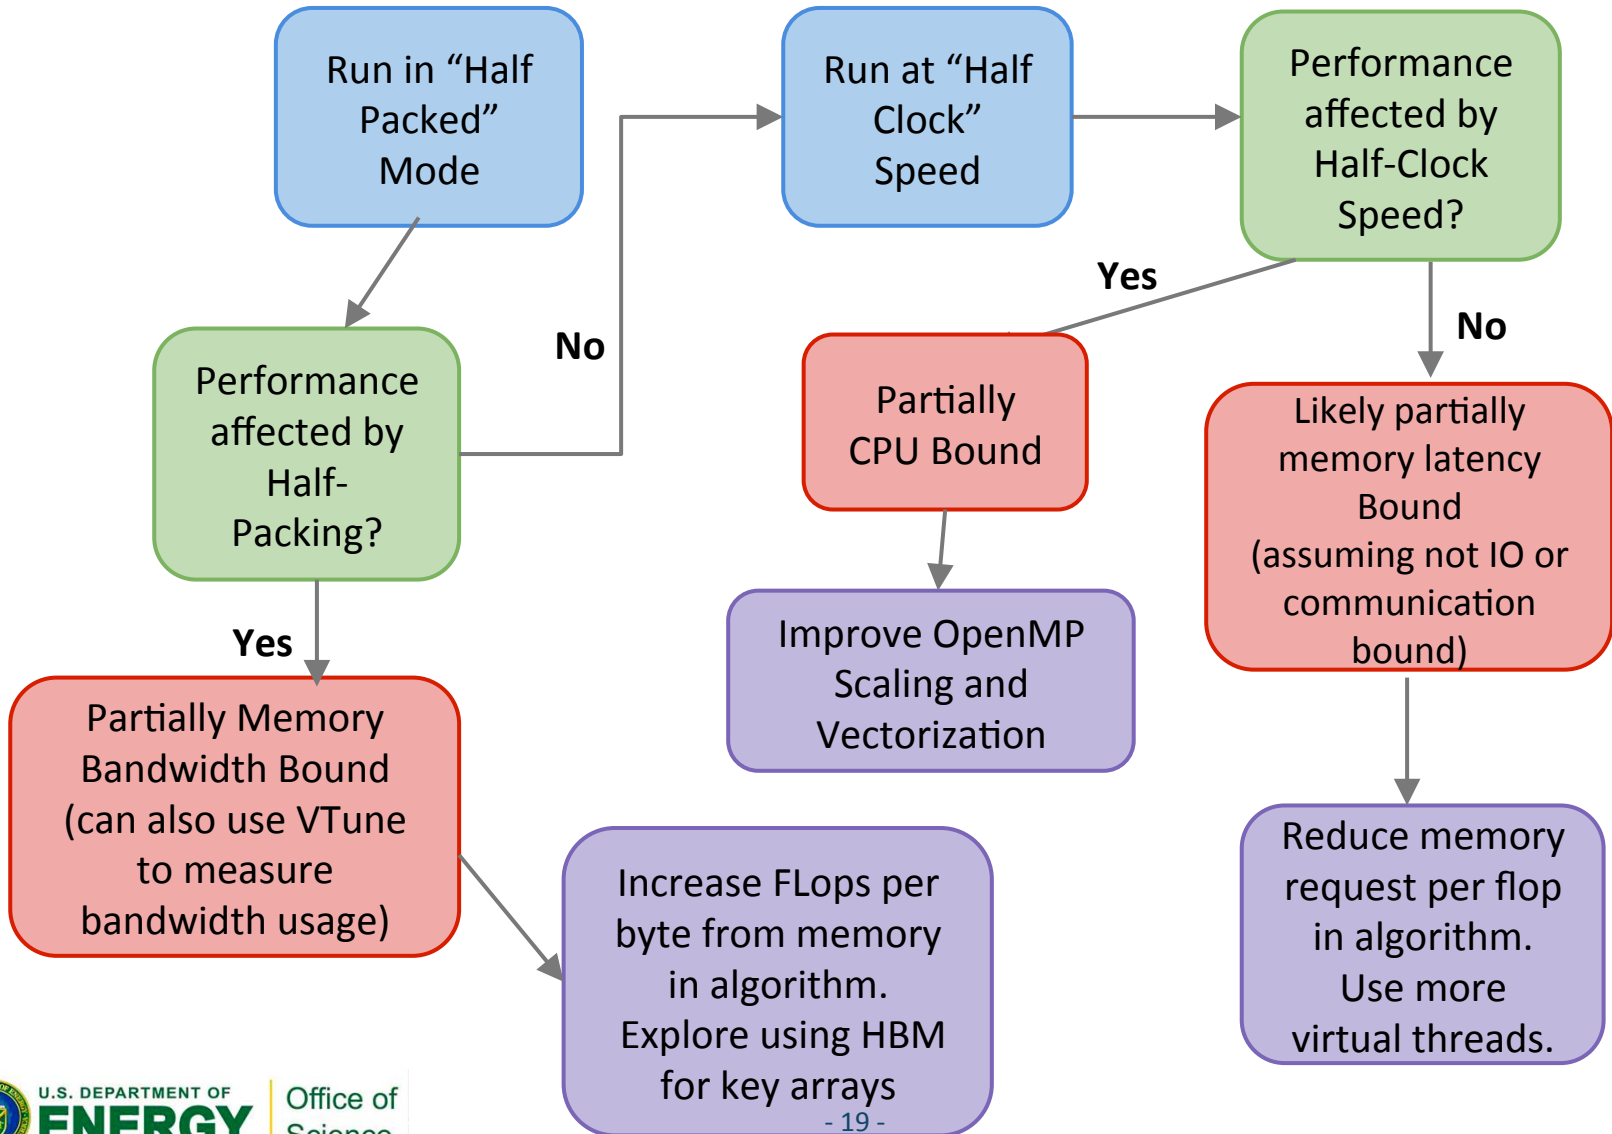 Run in “Half
Packed”
Mode
Run at “Half
Clock”
Speed
Performance
affected by
Half-Clock
Speed?
Yes
No
No
Performance
affected by
Half-
Packing?
Partially
CPU Bound
Likely partially
memory latency
Bound
(assuming not IO or
communication
bound)
Yes
Improve OpenMP
Scaling and
Vectorization
Partially Memory
Bandwidth Bound
(can also use VTune
to measure
bandwidth usage)
Increase FLops per
byte from memory
in algorithm.
Explore using HBM
for key arrays
Reduce memory
request per flop
in algorithm.
Use more
virtual threads.
U.S. DEPARTMENT OF
ENERGY
Office of
Science
- 19 -